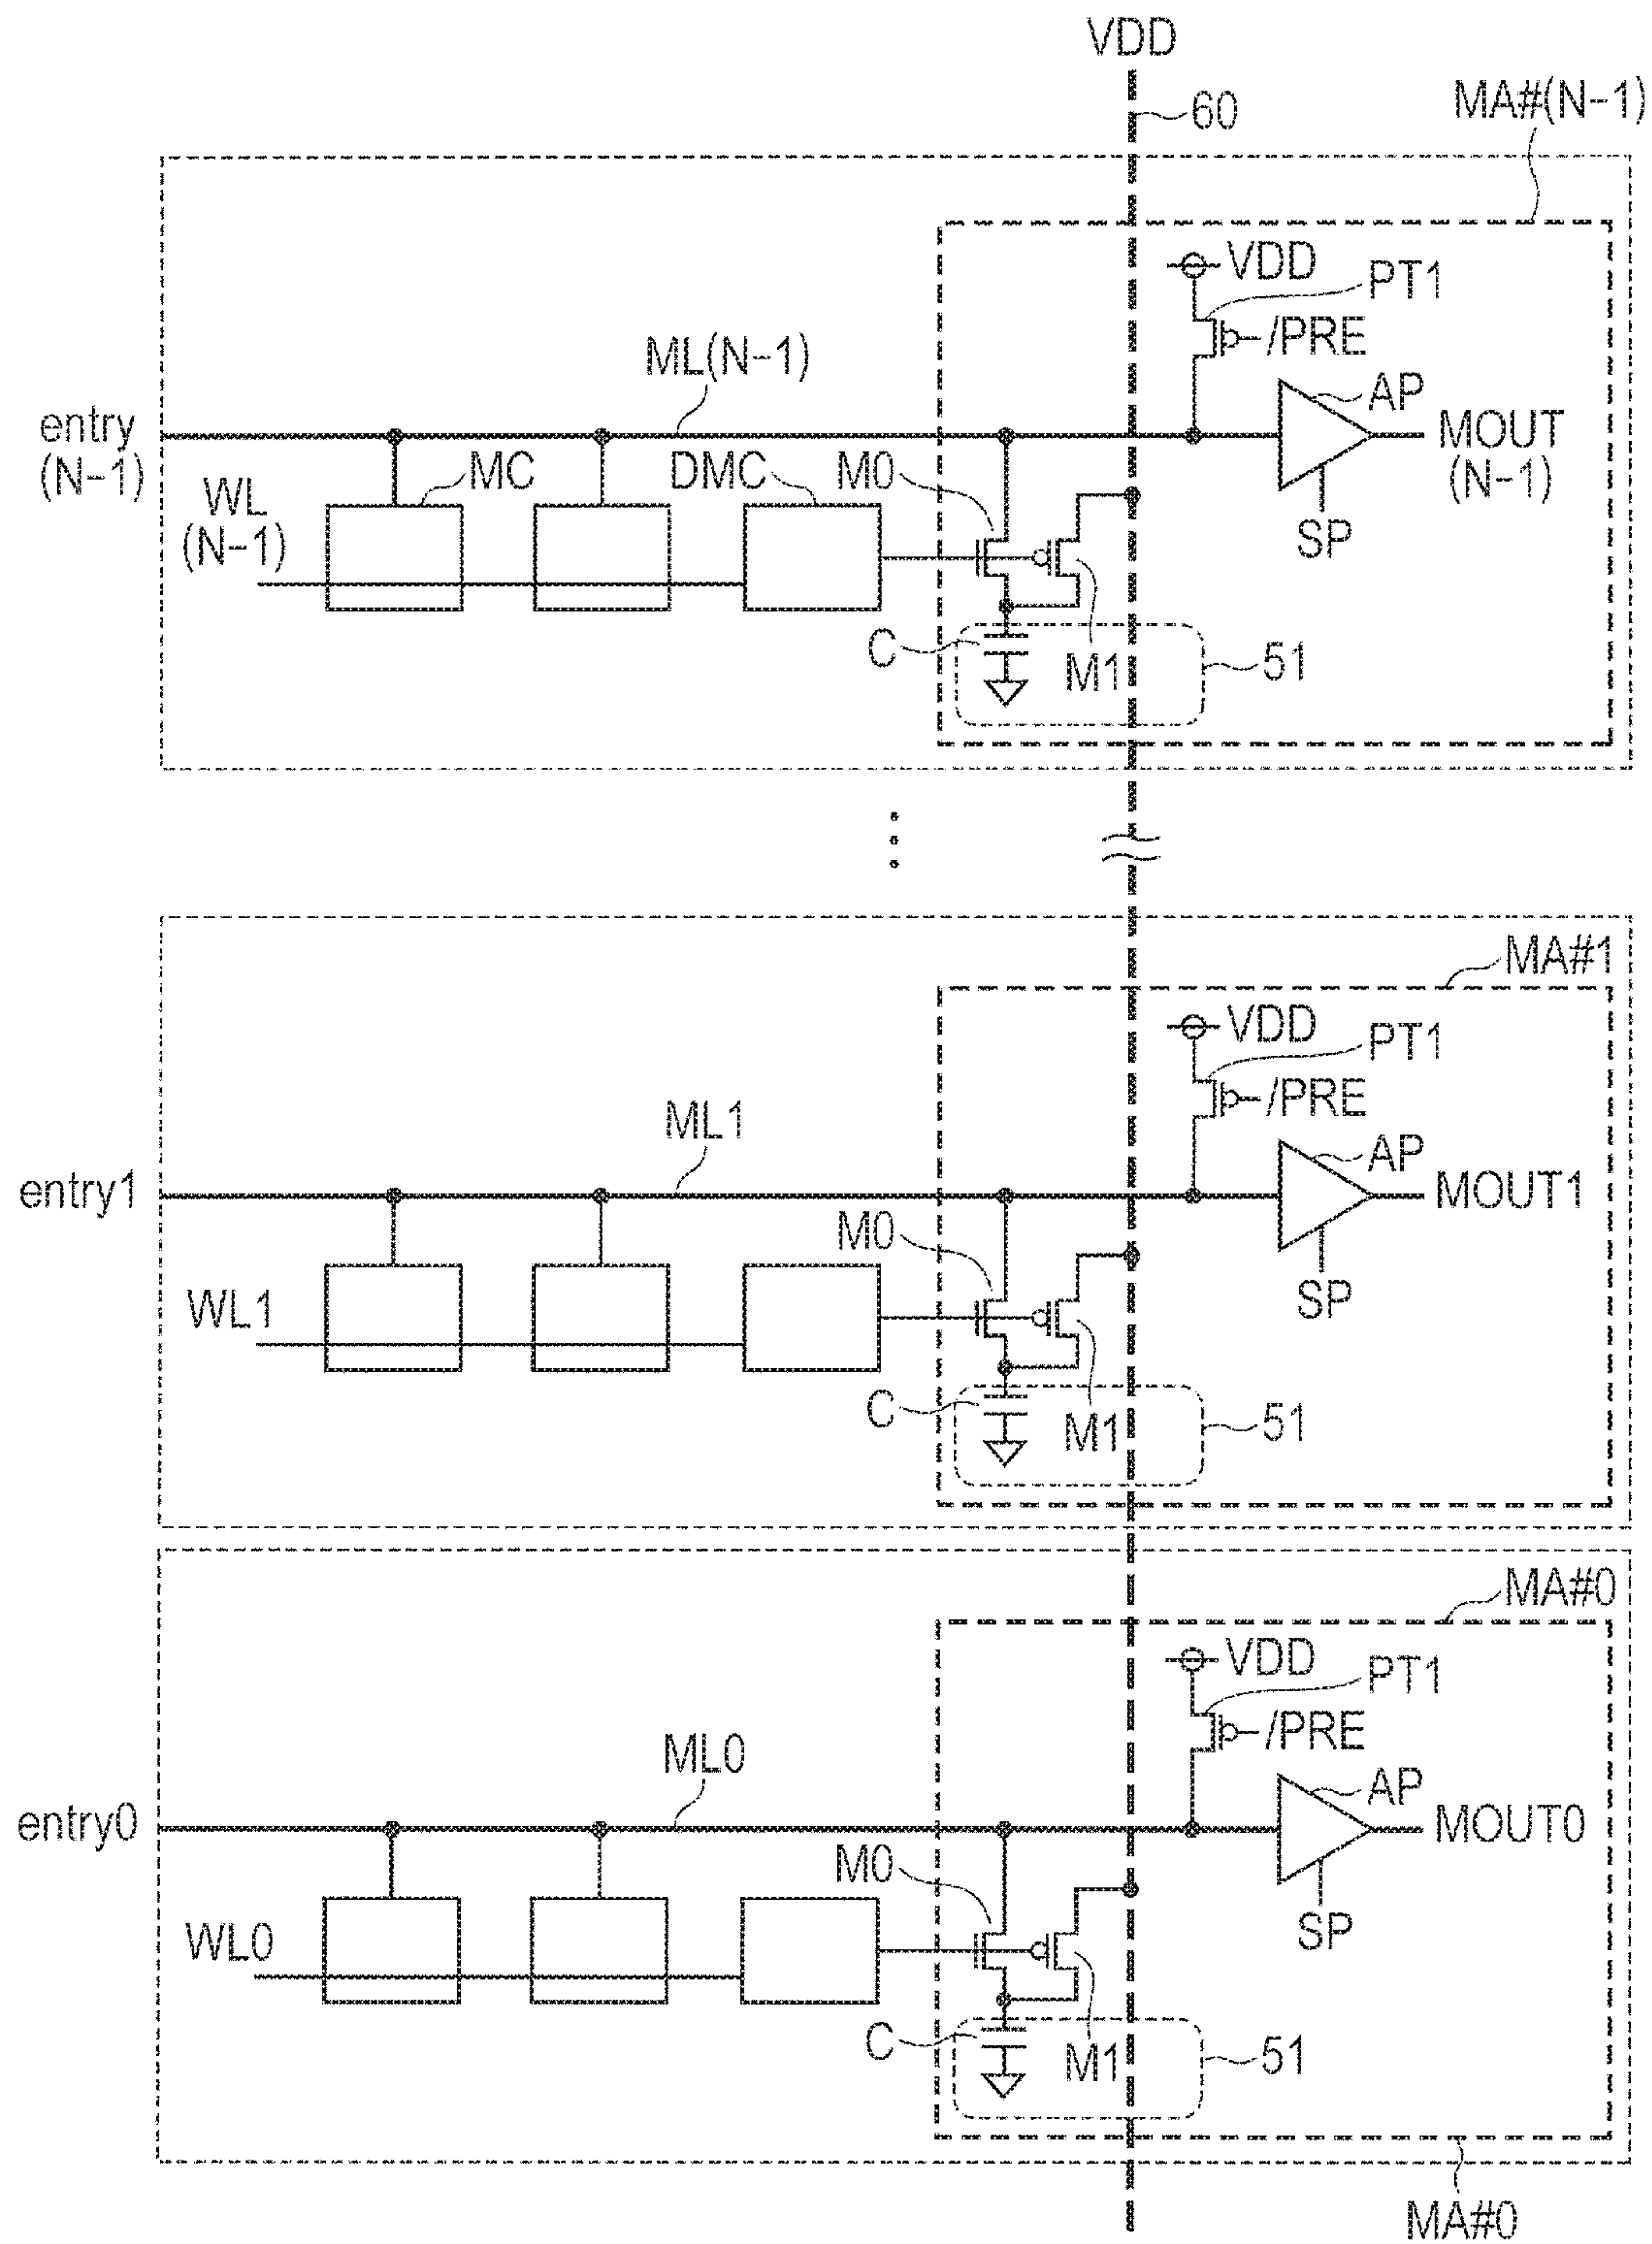 VDD
60
MA#(N-1)
VDD
PT1
/PRE
ML(N-1)
AP
entry
(N-1)
MOUT
(N-1)
WL
(N-1)
MC
DMC
M0
SP
C
M1
51
MA#1
VDD
PT1
/PRE
ML1
AP
entry1
MOUT1
M0
WL1
SP
C
M1
51
MA#0
VDD
PT1
/PRE
ML0
AP
entry0
MOUT0
M0
WL0
SP
C
M1
51
MA#0